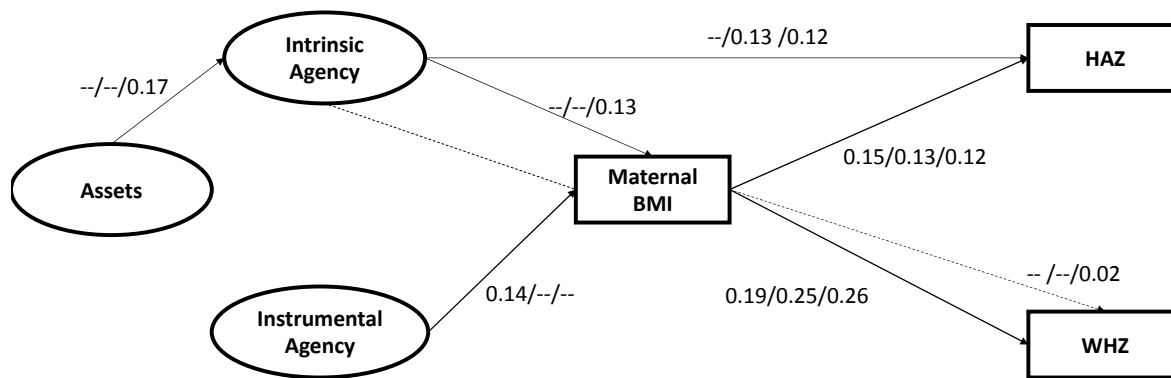 Intrinsic
Agency
--/0.13 /0.12
HAZ
--/--/0.17
--/--/0.13
0.15/0.13/0.12
Assets
Maternal
BMI
-- /--/0.02
0.14/--/--
0.19/0.25/0.26
Instrumental
Agency
WHZ